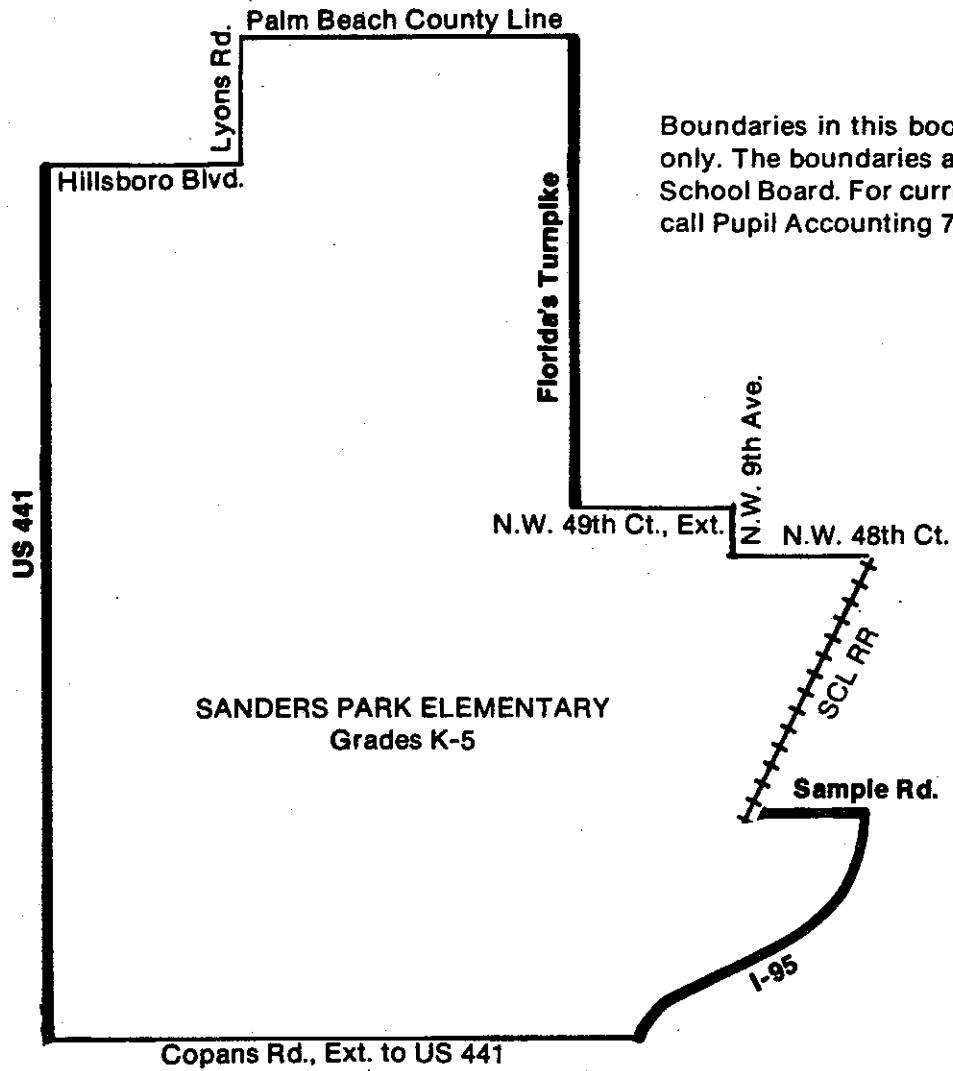 Palm Beach County Line
Lyons Rd.
Hillsboro Blvd.
Boundaries in this boo
only. The boundaries a
School Board. For curr
call Pupil Accounting 7
Florida's Turnpike
US 441
N.W. 49th Ct., Ext.
N.W. 9th Ave.
N.W. 48th Ct.
SCL RR
SANDERS PARK ELEMENTARY
Grades K-5
Sample Rd.
I-95
Copans Rd., Ext. to US 441